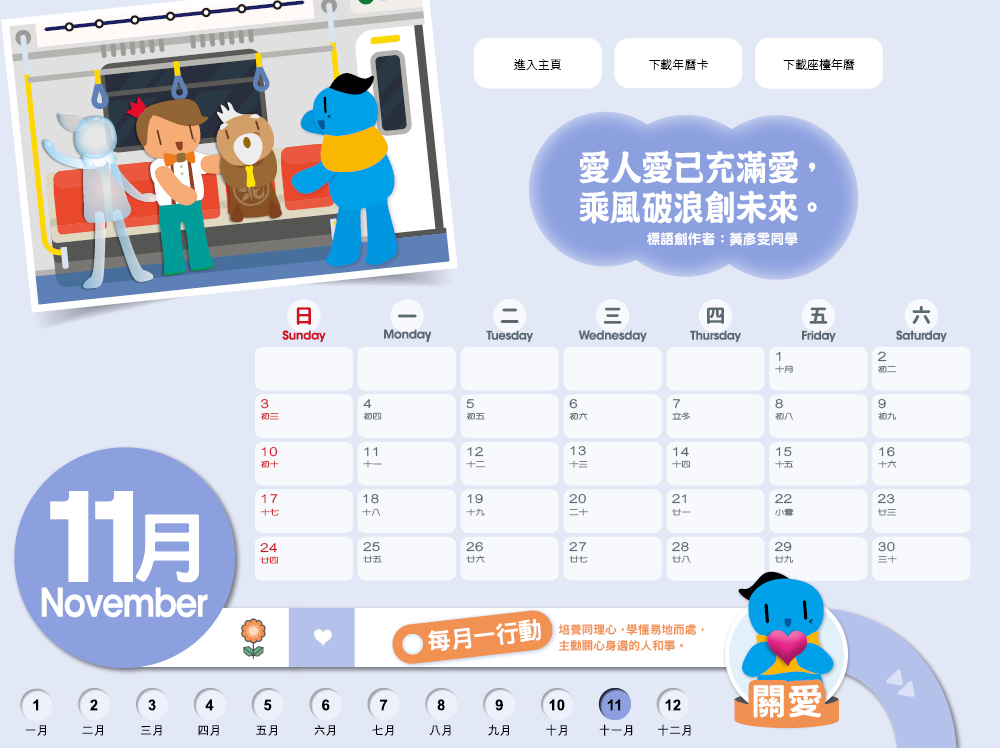 進入主頁
下載年曆卡
下載座檯年曆
愛人愛己充滿愛，
乘風破浪創未來。
標語創作者：黃彥雯同學
日 一 二 三 四 五 六
Sunday Monday Tuesday Wednesday Thursday Friday Saturday
1 2
十月 初二
3 4 5 6 7 8 9
初三 初四 初五 初六 立冬 初八 初九
10 11 12 13 14 15 16
初十 十一 十二 十三 十四 十五 十六
17 18 19 20 21 22 23
十七 十八 十九 二十 廿一 小雪 廿三
24 25 26 27 28 29 30
廿四 廿五 廿六 廿七 廿八 廿九 三十
11月
November
每月一行動
培養同理心，學懂易地而處，
主動關心身邊的人和事。
關愛
1 2 3 4 5 6 7 8 9 10 11 12
一月 二月 三月 四月 五月 六月 七月 八月 九月 十月 十一月 十二月